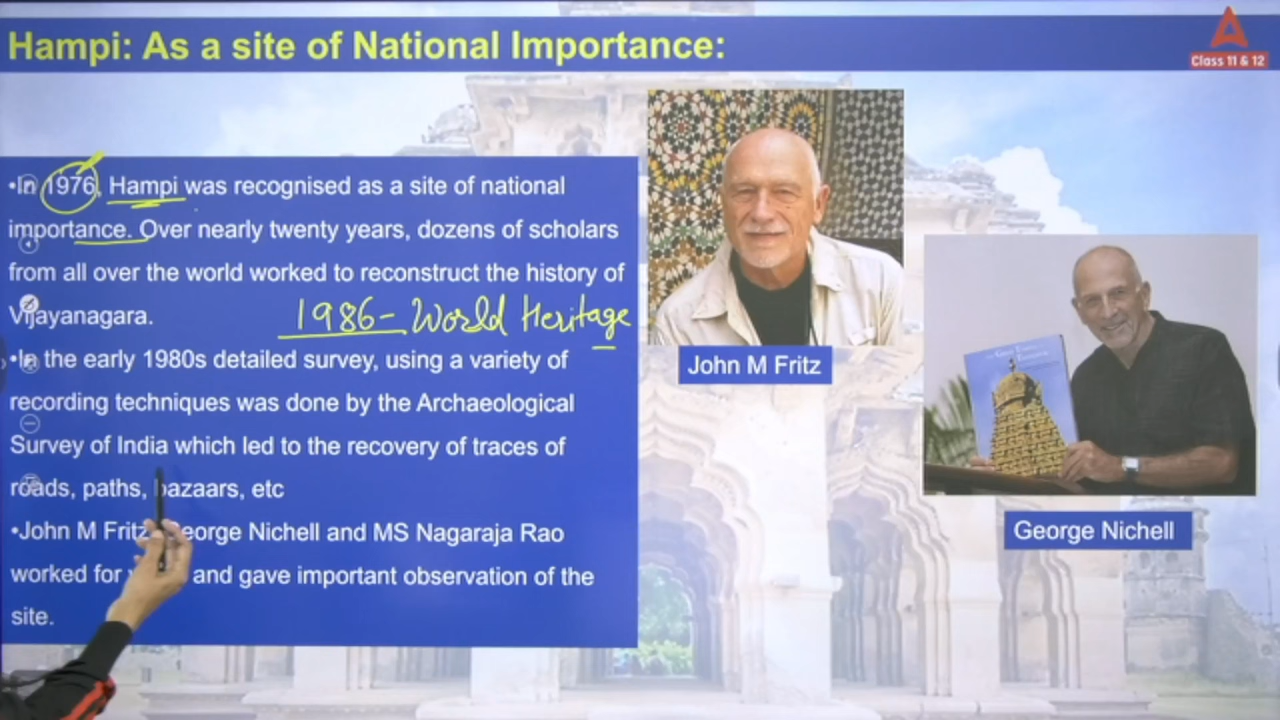 Hampi: As a site of National Importance:
Class 11 & 12
•In 1976, Hampi was recognised as a site of national
importance. Over nearly twenty years, dozens of scholars
from all over the world worked to reconstruct the history of
Vijayanagara.
1986 - World Heritage
•In the early 1980s detailed survey, using a variety of
recording techniques was done by the Archaeological
Survey of India which led to the recovery of traces of
roads, paths, bazaars, etc
•John M Fritz George Nichell and MS Nagaraja Rao
worked for and gave important observation of the
site.
John M Fritz
George Nichell